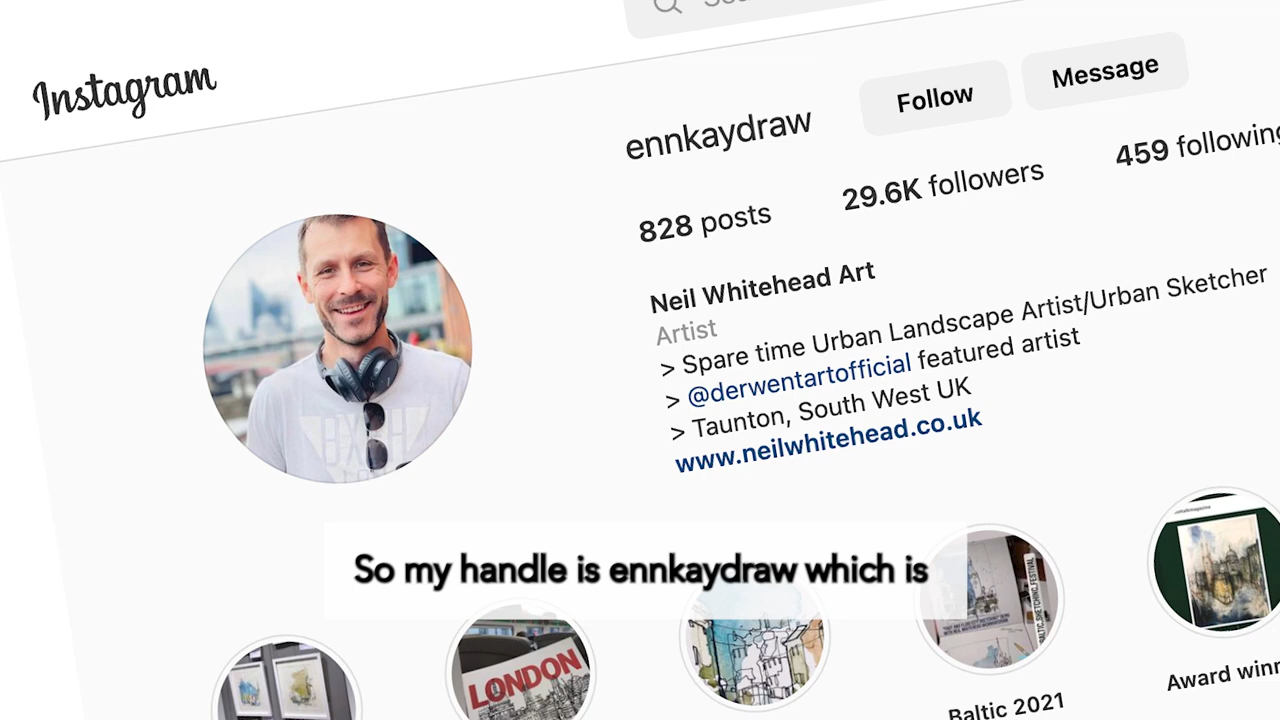 Instagram
ennkaydraw
Follow
Message
828 posts
29.6K followers
459 following
Neil Whitehead Art
Artist
> Spare time Urban Landscape Artist/Urban Sketcher
> @derwentartofficial featured artist
> Taunton, South West UK
www.neilwhitehead.co.uk
So my handle is ennkaydraw which is
LONDON
Baltic 2021
Award winn